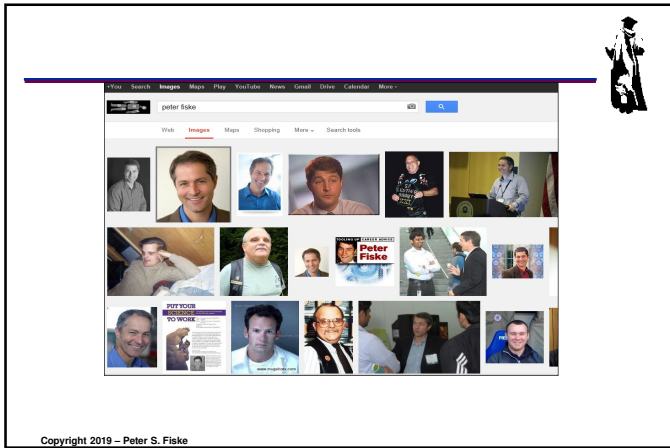 +You Search Images Maps Play YouTube News Gmail Drive Calendar More
peter fiske
Web Images Maps Shopping More Search tools
TOOLING UP CAREER ADVICE
Peter
Fiske
PUT YOUR
SCIENCE
TO WORK
www.mugshots.com
Copyright 2019 – Peter S. Fiske